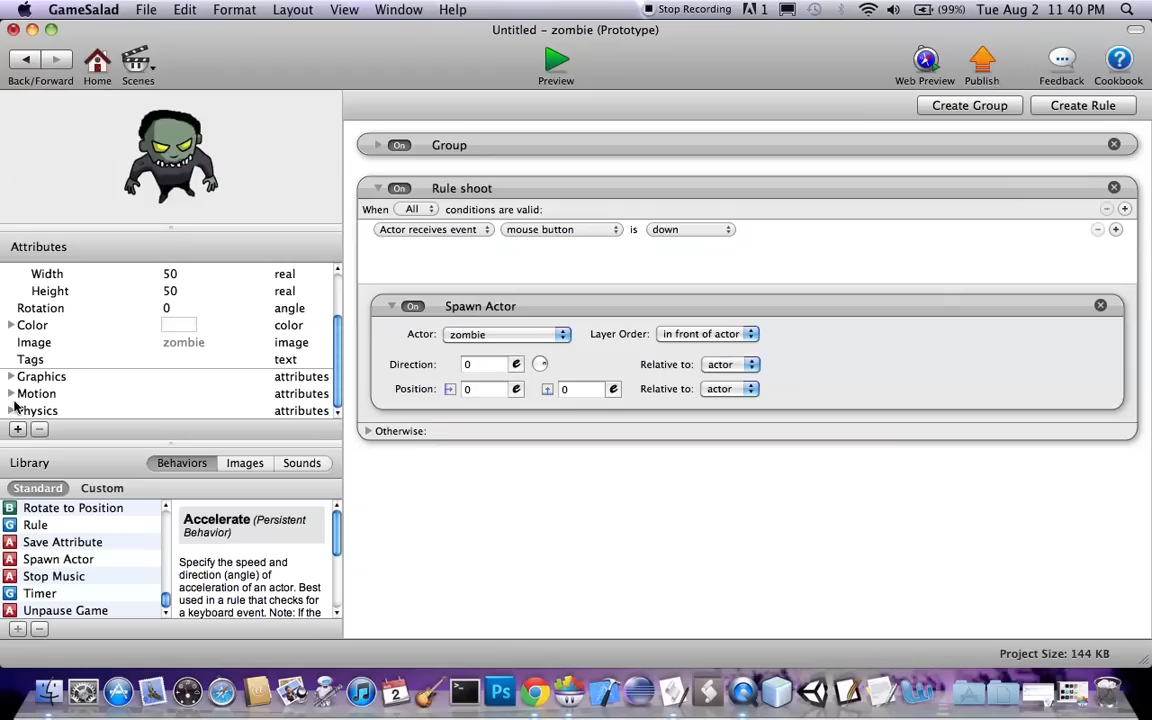 GameSalad File Edit Format Layout View Window Help Stop Recording 1 (99%) Tue Aug 2 11:40 PM
Untitled – zombie (Prototype)
Back/Forward Home Scenes Preview Web Preview Publish Feedback Cookbook
Create Group Create Rule
On Group
On Rule shoot
When All conditions are valid:
Actor receives event mouse button is down
Attributes
Width 50 real
Height 50 real
Rotation 0 angle
Color color
Image zombie image
Tags text
Graphics attributes
Motion attributes
Physics attributes
On Spawn Actor
Actor: zombie Layer Order: in front of actor
Direction: 0 e Relative to: actor
Position: 0 e 0 e Relative to: actor
Otherwise:
Library Behaviors Images Sounds
Standard Custom
B Rotate to Position
G Rule
A Save Attribute
A Spawn Actor
A Stop Music
G Timer
A Unpause Game
Accelerate (Persistent
Behavior)
Specify the speed and
direction (angle) of
acceleration of an actor. Best
used in a rule that checks for
a keyboard event. Note: If the
Project Size: 144 KB
2 Ps W